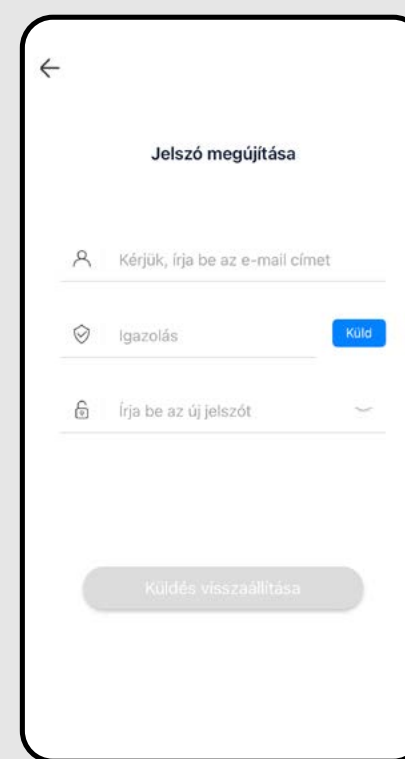 Jelszó megújítása
Kérjük, írja be az e-mail címet
Igazolás
Küld
Írja be az új jelszót
Küldés visszaállítása